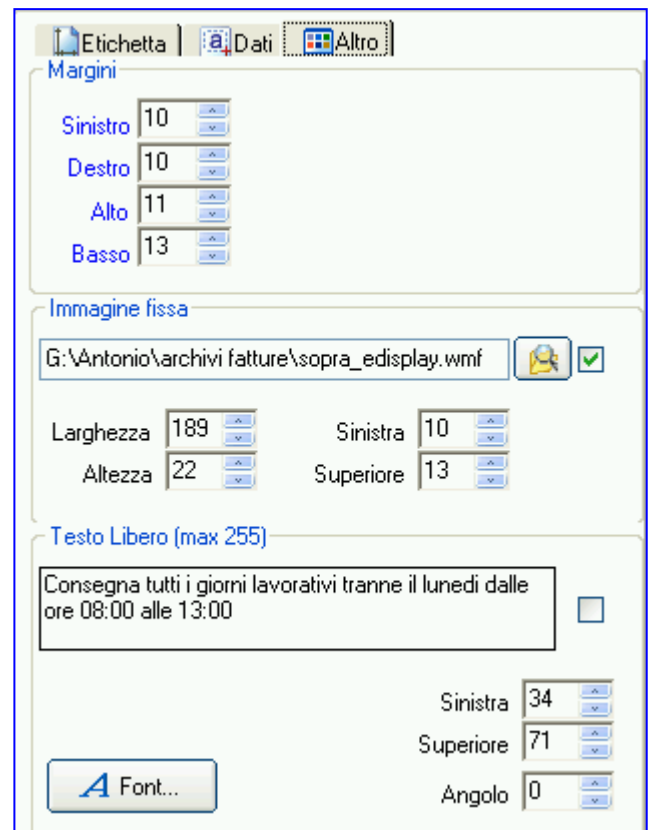 Etichetta Dati Altro
Margini
Sinistro 10
Destro 10
Alto 11
Basso 13
Immagine fissa
G:\Antonio\archivi fatture\sopra_edisplay.wmf
Larghezza 189 Sinistra 10
Altezza 22 Superiore 13
Testo Libero (max 255)
Consegna tutti i giorni lavorativi tranne il lunedi dalle
ore 08:00 alle 13:00
Sinistra 34
Superiore 71
A Font... Angolo 0